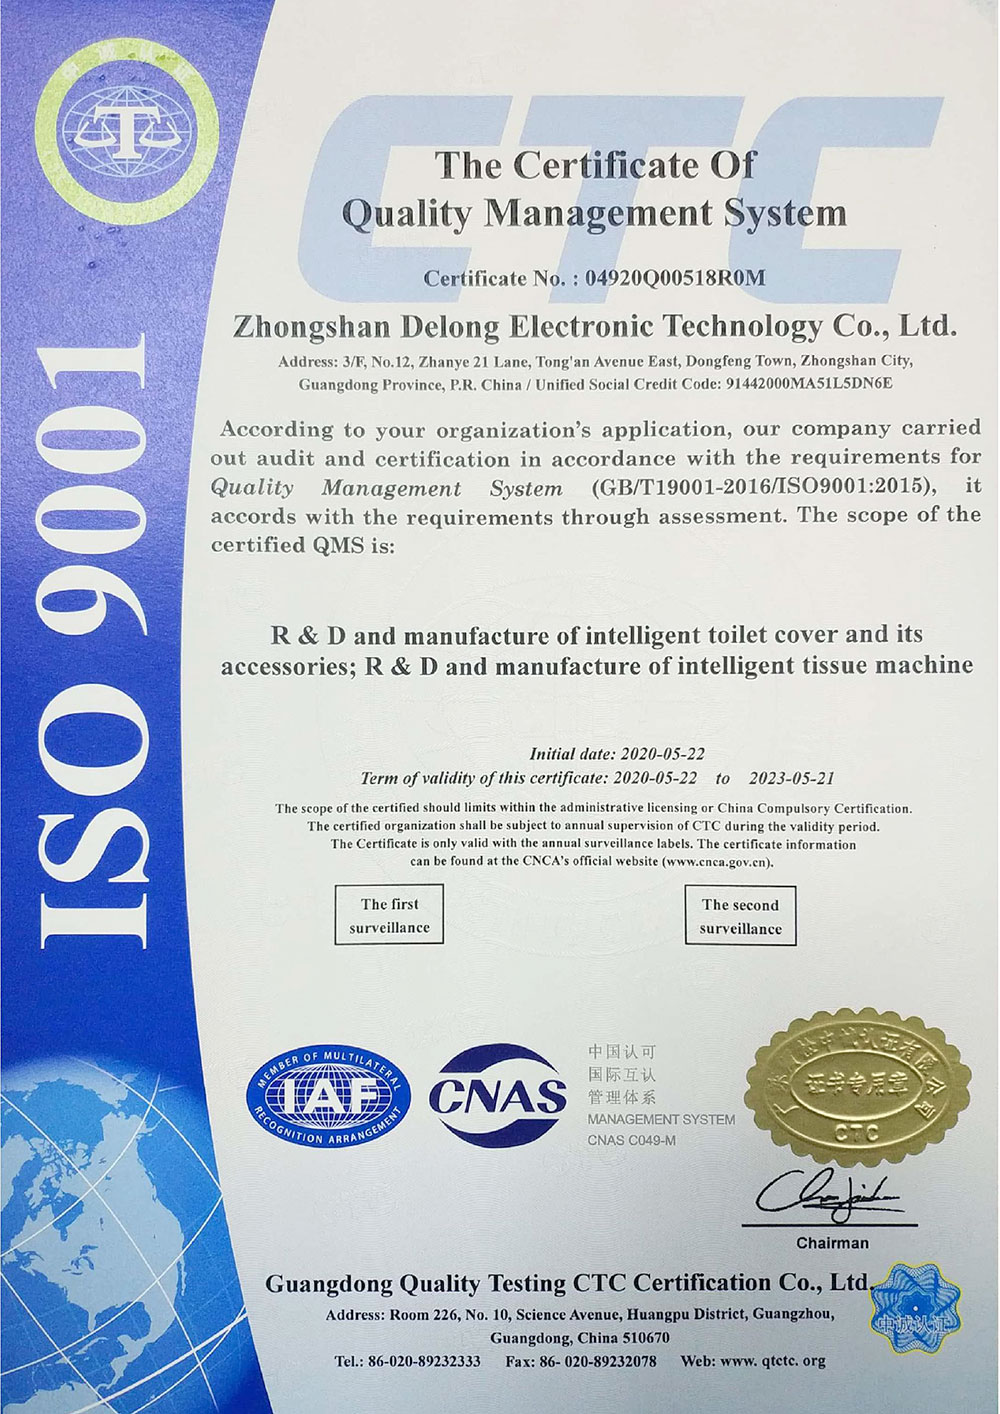 ISO 9001
CTC
The Certificate Of
Quality Management System
Certificate No. : 04920Q00518R0M
Zhongshan Delong Electronic Technology Co., Ltd.
Address: 3/F, No.12, Zhanye 21 Lane, Tong'an Avenue East, Dongfeng Town, Zhongshan City,
Guangdong Province, P.R. China / Unified Social Credit Code: 91442000MA51L5DN6E
According to your organization's application, our company carried
out audit and certification in accordance with the requirements for
Quality Management System (GB/T19001-2016/ISO9001:2015), it
accords with the requirements through assessment. The scope of the
certified QMS is:
R & D and manufacture of intelligent toilet cover and its
accessories; R & D and manufacture of intelligent tissue machine
Initial date: 2020-05-22
Term of validity of this certificate: 2020-05-22 to 2023-05-21
The scope of the certified should limits within the administrative licensing or China Compulsory Certification.
The certified organization shall be subject to annual supervision of CTC during the validity period.
The Certificate is only valid with the annual surveillance labels. The certificate information
can be found at the CNCA's official website (www.cnca.gov.cn).
The first
surveillance
The second
surveillance
MEMBER OF MULTILATERAL
IAF
RECOGNITION ARRANGEMENT
CNAS
中国认可
国际互认
管理体系
MANAGEMENT SYSTEM
CNAS C049-M
证书专用章
CTC
Chairman
Guangdong Quality Testing CTC Certification Co., Ltd.
Address: Room 226, No. 10, Science Avenue, Huangpu District, Guangzhou,
Guangdong, China 510670
Tel.: 86-020-89232333 Fax: 86- 020-89232078 Web: www. qtctc. org
中诚认证